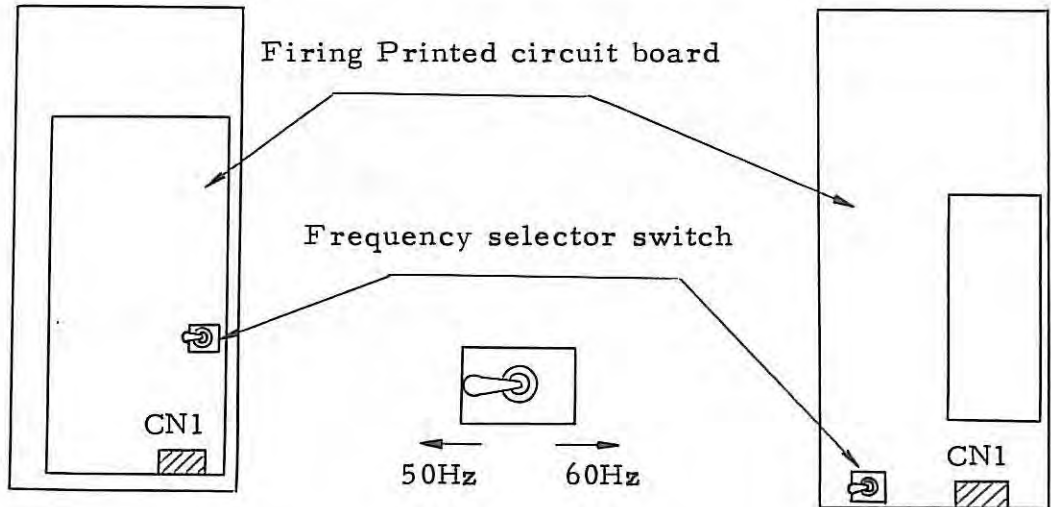 Firing Printed circuit board
Frequency selector switch
CN1
50Hz 60Hz
CN1